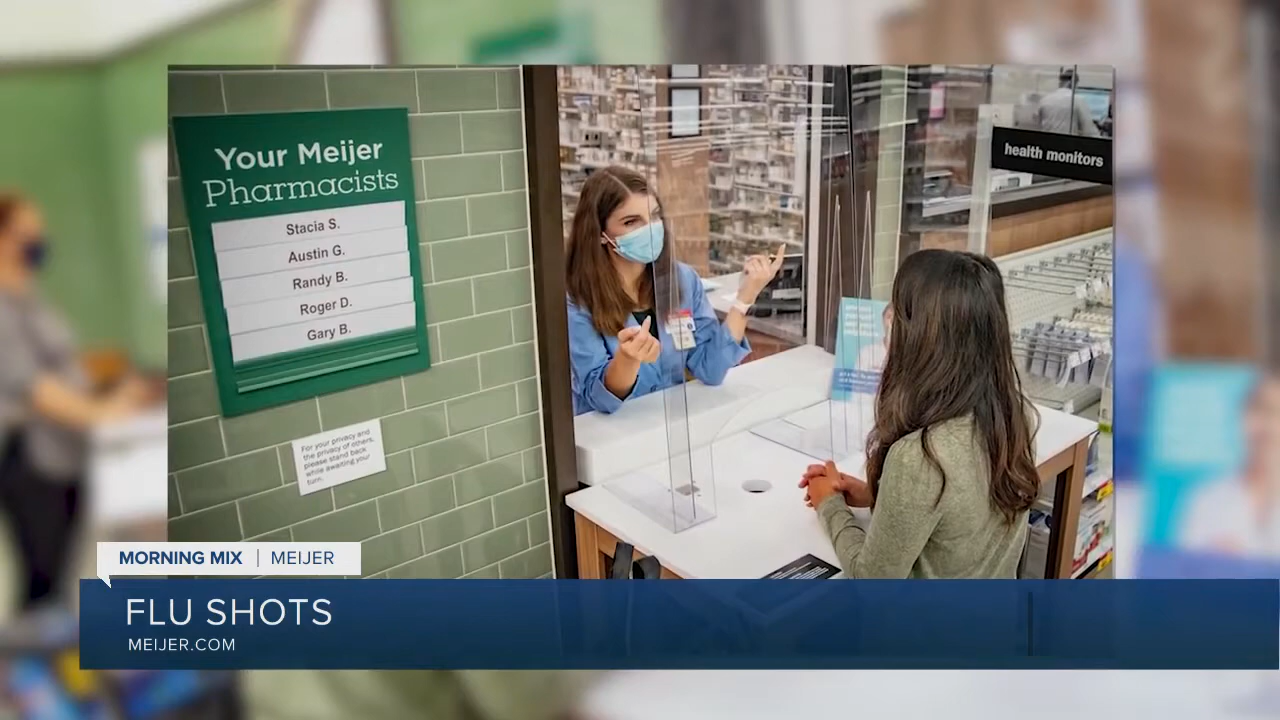 Your Meijer
Pharmacists
Stacia S.
Austin G.
Randy B.
Roger D.
Gary B.
For your privacy and
the privacy of others,
please stand back
while awaiting your
turn.
health monitors
MORNING MIX | MEIJER
FLU SHOTS
MEIJER.COM